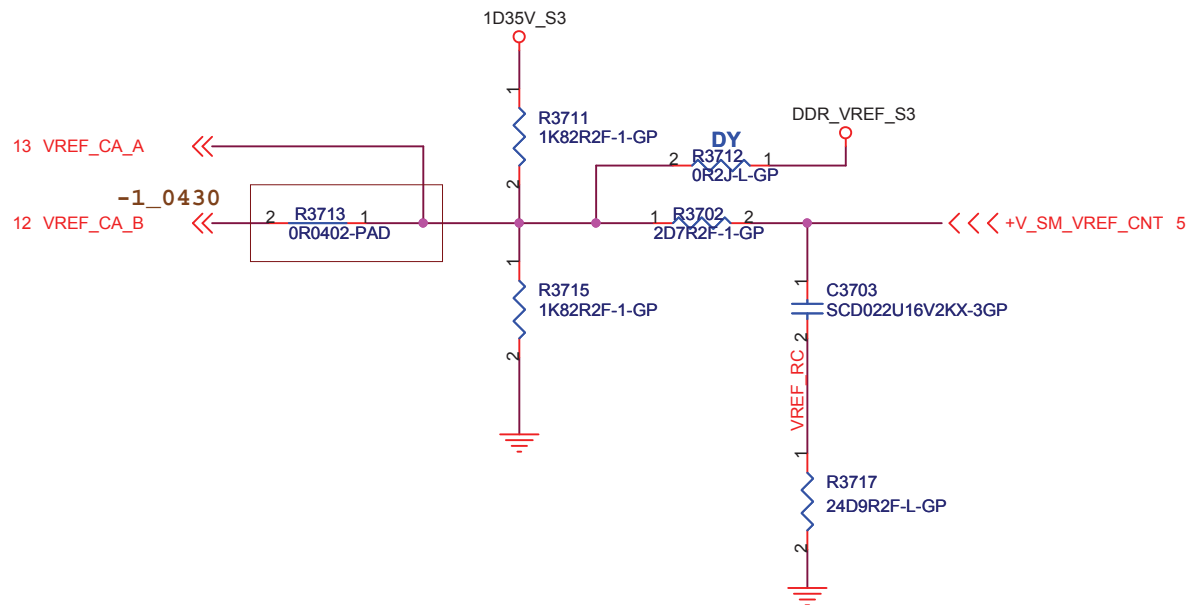 1D35V_S3
1
R3711
1K82R2F-1-GP
2
DDR_VREF_S3
DY
2 R3712 1
0R2J-L-GP
13 VREF_CA_A
-1_0430
12 VREF_CA_B
2 R3713 1
0R0402-PAD
1 R3702 2
2D7R2F-1-GP
+V_SM_VREF_CNT 5
1
R3715
1K82R2F-1-GP
2
1
C3703
SCD022U16V2KX-3GP
2
VREF_RC
1
R3717
24D9R2F-L-GP
2